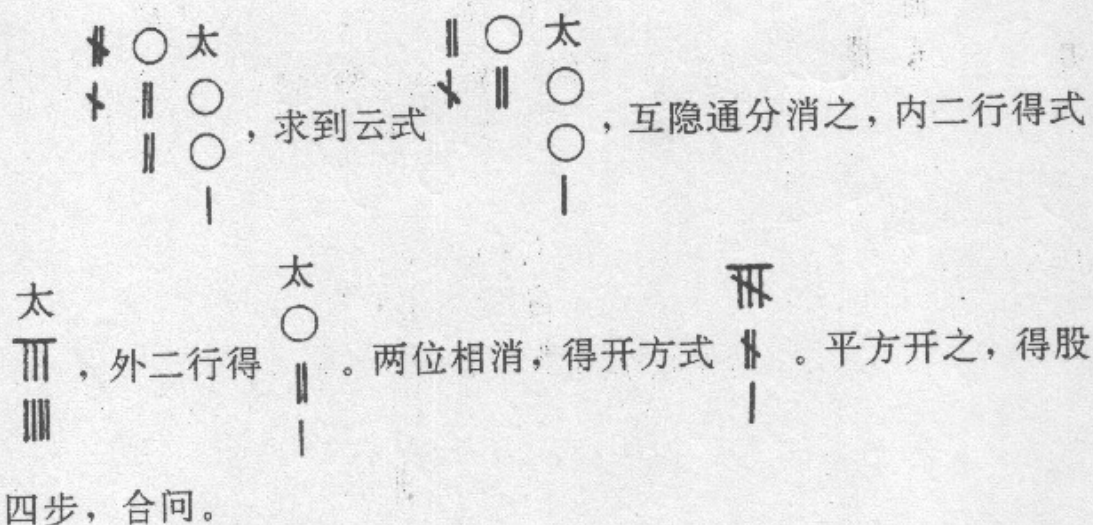 ○ 太 ○ 太
|| ○ ，求到云式 || ○ ，互隐通分消之，内二行得式
|| ○ ○
| |
太 太
○
，外二行得 || 。两位相消，得开方式 。平方开之，得股
| |
四步，合问。